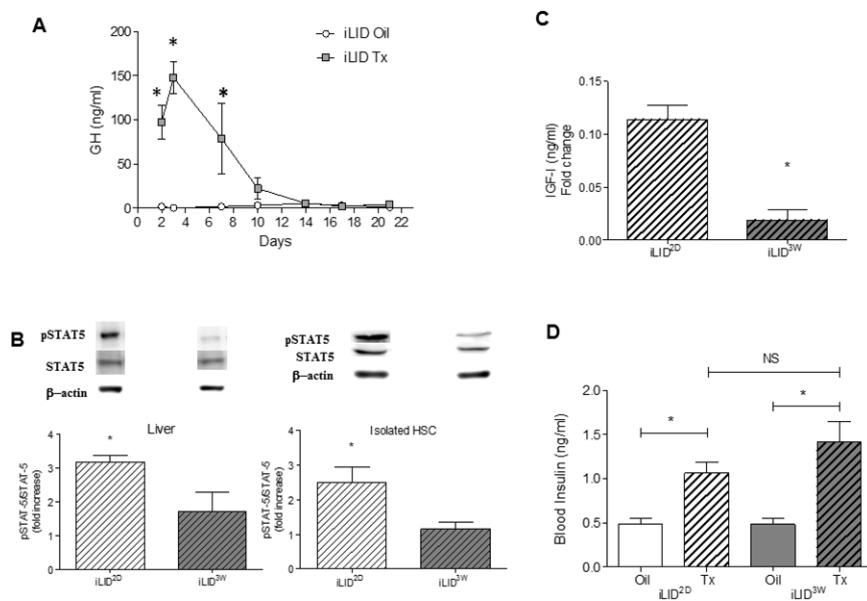 A
iLID Oil
iLID Tx
GH (ng/ml)
200
150
100
50
0
* * *
0 2 4 6 8 10 12 14 16 18 20 22
Days
C
IGF-I (ng/ml)
Fold change
0.15
0.10
0.05
0.00
*
iLID2D iLID3W
B
pSTAT5
STAT5
β-actin
pSTAT5
STAT5
β-actin
Liver
pSTAT-5/STAT-5
(fold increase)
4
3
2
1
0
*
iLID2D iLID3W
Isolated HSC
pSTAT-5/STAT-5
(fold increase)
4
3
2
1
0
*
iLID2D iLID3W
D
NS
Blood Insulin (ng/ml)
2.0
1.5
1.0
0.5
0.0
* *
Oil Tx Oil Tx
iLID2D iLID3W